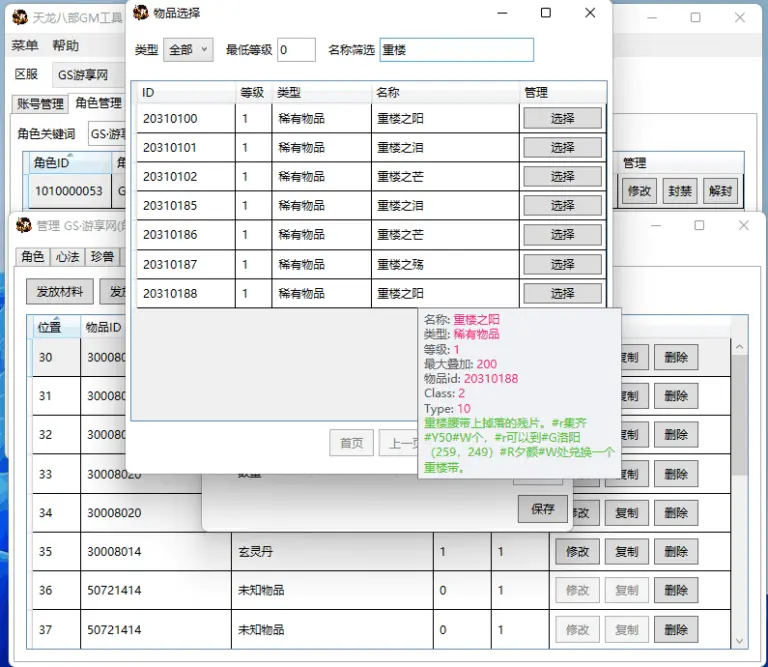 天龙八部GM工具
菜单 帮助
区服 GS游享网
账号管理 角色管理
角色关键词 GS·游
角色ID 管理
1010000053 G 修改 封禁 解封
物品选择
类型 全部 最低等级 0 名称筛选 重楼
ID 等级 类型 名称 管理
20310100 1 稀有物品 重楼之阳 选择
20310101 1 稀有物品 重楼之泪 选择
20310102 1 稀有物品 重楼之芒 选择
20310185 1 稀有物品 重楼之泪 选择
20310186 1 稀有物品 重楼之芒 选择
20310187 1 稀有物品 重楼之殇 选择
20310188 1 稀有物品 重楼之阳 选择
名称: 重楼之阳
类型: 稀有物品
等级: 1
最大叠加: 200
物品id: 20310188
Class: 2
Type: 10
重楼腰带上掉落的残片。#r集齐
#Y50#W个，#r可以到#G洛阳
（259，249）#R夕颜#W处兑换一个
重楼带。
首页 上一
管理 GS·游享网
角色 心法 珍兽
发放材料 发
位置 物品ID
30 30008 复制 删除
31 30008 复制 删除
32 30008 复制 删除
33 30008020 复制 删除
数量
保存
34 30008020 修改 复制 删除
35 30008014 玄灵丹 1 1 修改 复制 删除
36 50721414 未知物品 0 1 修改 复制 删除
37 50721414 未知物品 0 1 修改 复制 删除